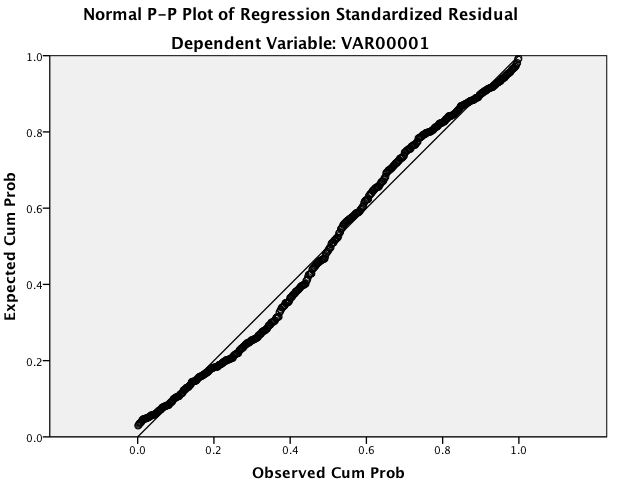 Normal P-P Plot of Regression Standardized Residual
Dependent Variable: VAR00001
1.0
0.8
0.6
0.4
0.2
0.0
Expected Cum Prob
0.0 0.2 0.4 0.6 0.8 1.0
Observed Cum Prob